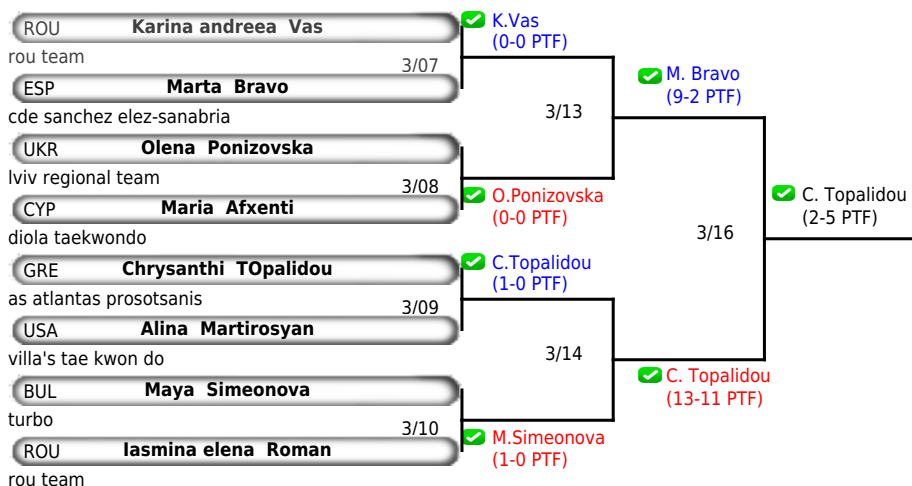 ROU Karina andreea Vas
rou team
3/07
ESP Marta Bravo
cde sanchez elez-sanabria
UKR Olena Ponizovska
lviv regional team
3/08
CYP Maria Afxenti
diola taekwondo
GRE Chrysanthi TOpalidou
as atlantas prosotsanis
3/09
USA Alina Martirosyan
villa's tae kwon do
BUL Maya Simeonova
turbo
3/10
ROU Iasmina elena Roman
rou team
K.Vas
(0-0 PTF)
O.Ponizovska
(0-0 PTF)
C.Topalidou
(1-0 PTF)
M.Simeonova
(1-0 PTF)
3/13
3/14
M. Bravo
(9-2 PTF)
C. Topalidou
(13-11 PTF)
3/16
C. Topalidou
(2-5 PTF)